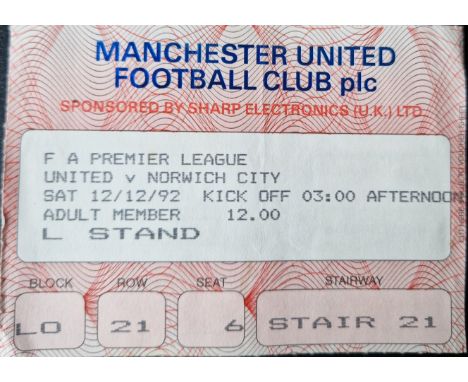 MANCHESTER UNITED
FOOTBALL CLUB plc
SPONSORED BY SHARP ELECTRONICS (U.K.) LTD.
F A PREMIER LEAGUE
UNITED v NORWICH CITY
SAT 12/12/92 KICK OFF 03:00 AFTERNOON
ADULT MEMBER 12.00
L STAND
BLOCK ROW SEAT STAIRWAY
LO 21 6 STAIR 21